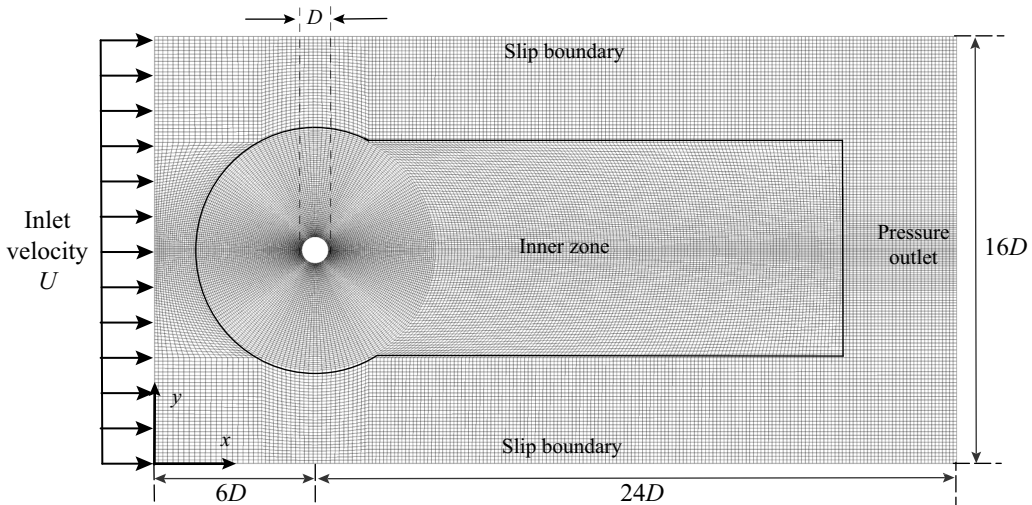 D
Slip boundary
Inlet
velocity
U
Inner zone
Pressure
outlet
16D
y
x
Slip boundary
6D
24D